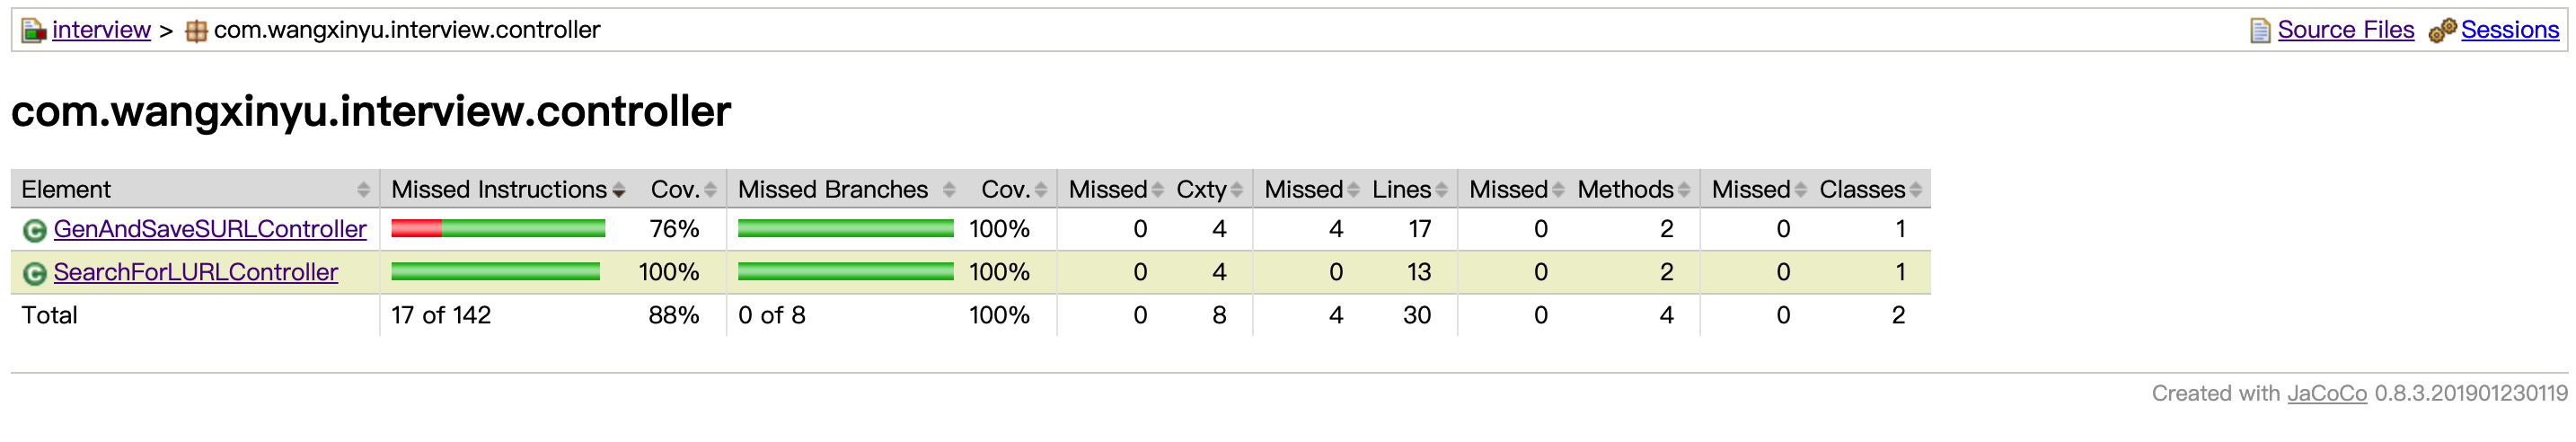 interview > com.wangxinyu.interview.controller Source Files Sessions
com.wangxinyu.interview.controller
Element Missed Instructions Cov. Missed Branches Cov. Missed Cxty Missed Lines Missed Methods Missed Classes
GenAndSaveSURLController 76% 100% 0 4 4 17 0 2 0 1
SearchForLURLController 100% 100% 0 4 0 13 0 2 0 1
Total 17 of 142 88% 0 of 8 100% 0 8 4 30 0 4 0 2
Created with JaCoCo 0.8.3.201901230119